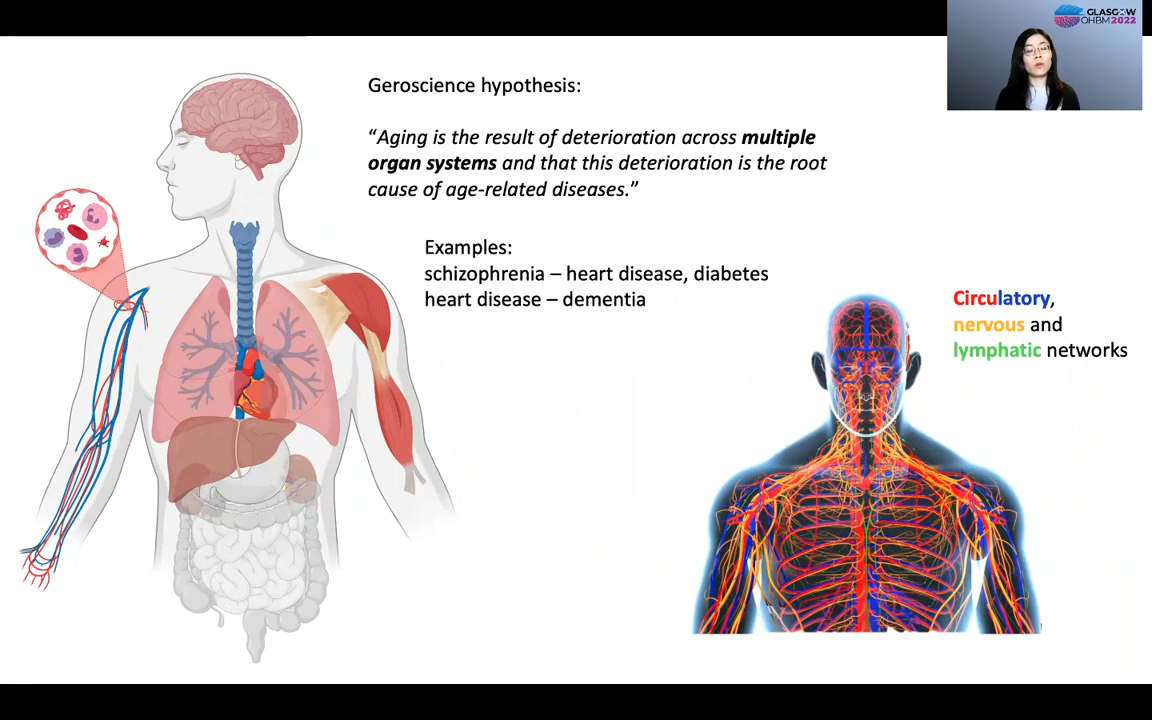 GLASGOW
OHBM 2022
Geroscience hypothesis:
“Aging is the result of deterioration across multiple
organ systems and that this deterioration is the root
cause of age-related diseases.”
Examples:
schizophrenia – heart disease, diabetes
heart disease – dementia
Circulatory,
nervous and
lymphatic networks